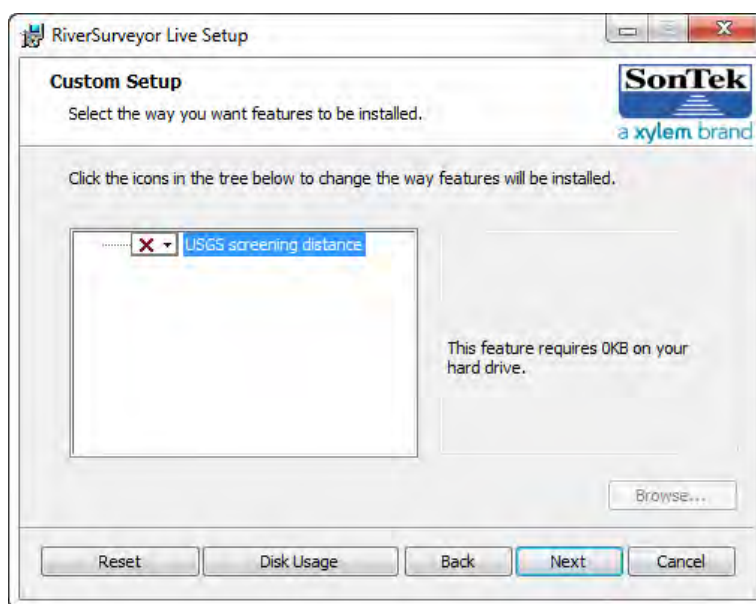 RiverSurveyor Live Setup
Custom Setup
Select the way you want features to be installed.
SonTek
a xylem brand
Click the icons in the tree below to change the way features will be installed.
USGS screening distance
This feature requires 0KB on your
hard drive.
Browse...
Reset
Disk Usage
Back
Next
Cancel